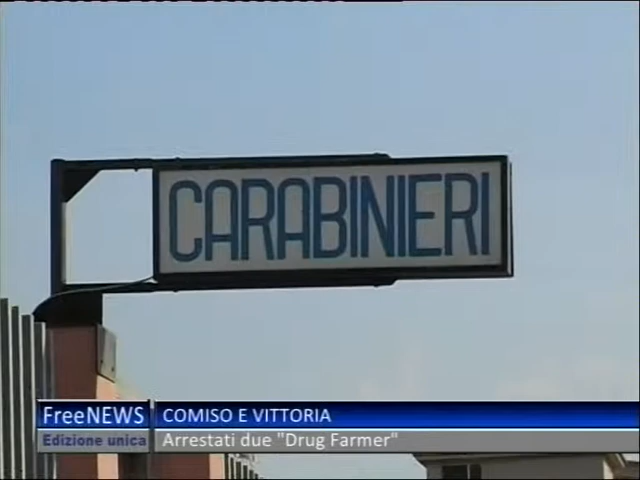 CARABINIERI
FreeNEWS COMISO E VITTORIA
Edizione unica Arrestati due "Drug Farmer"